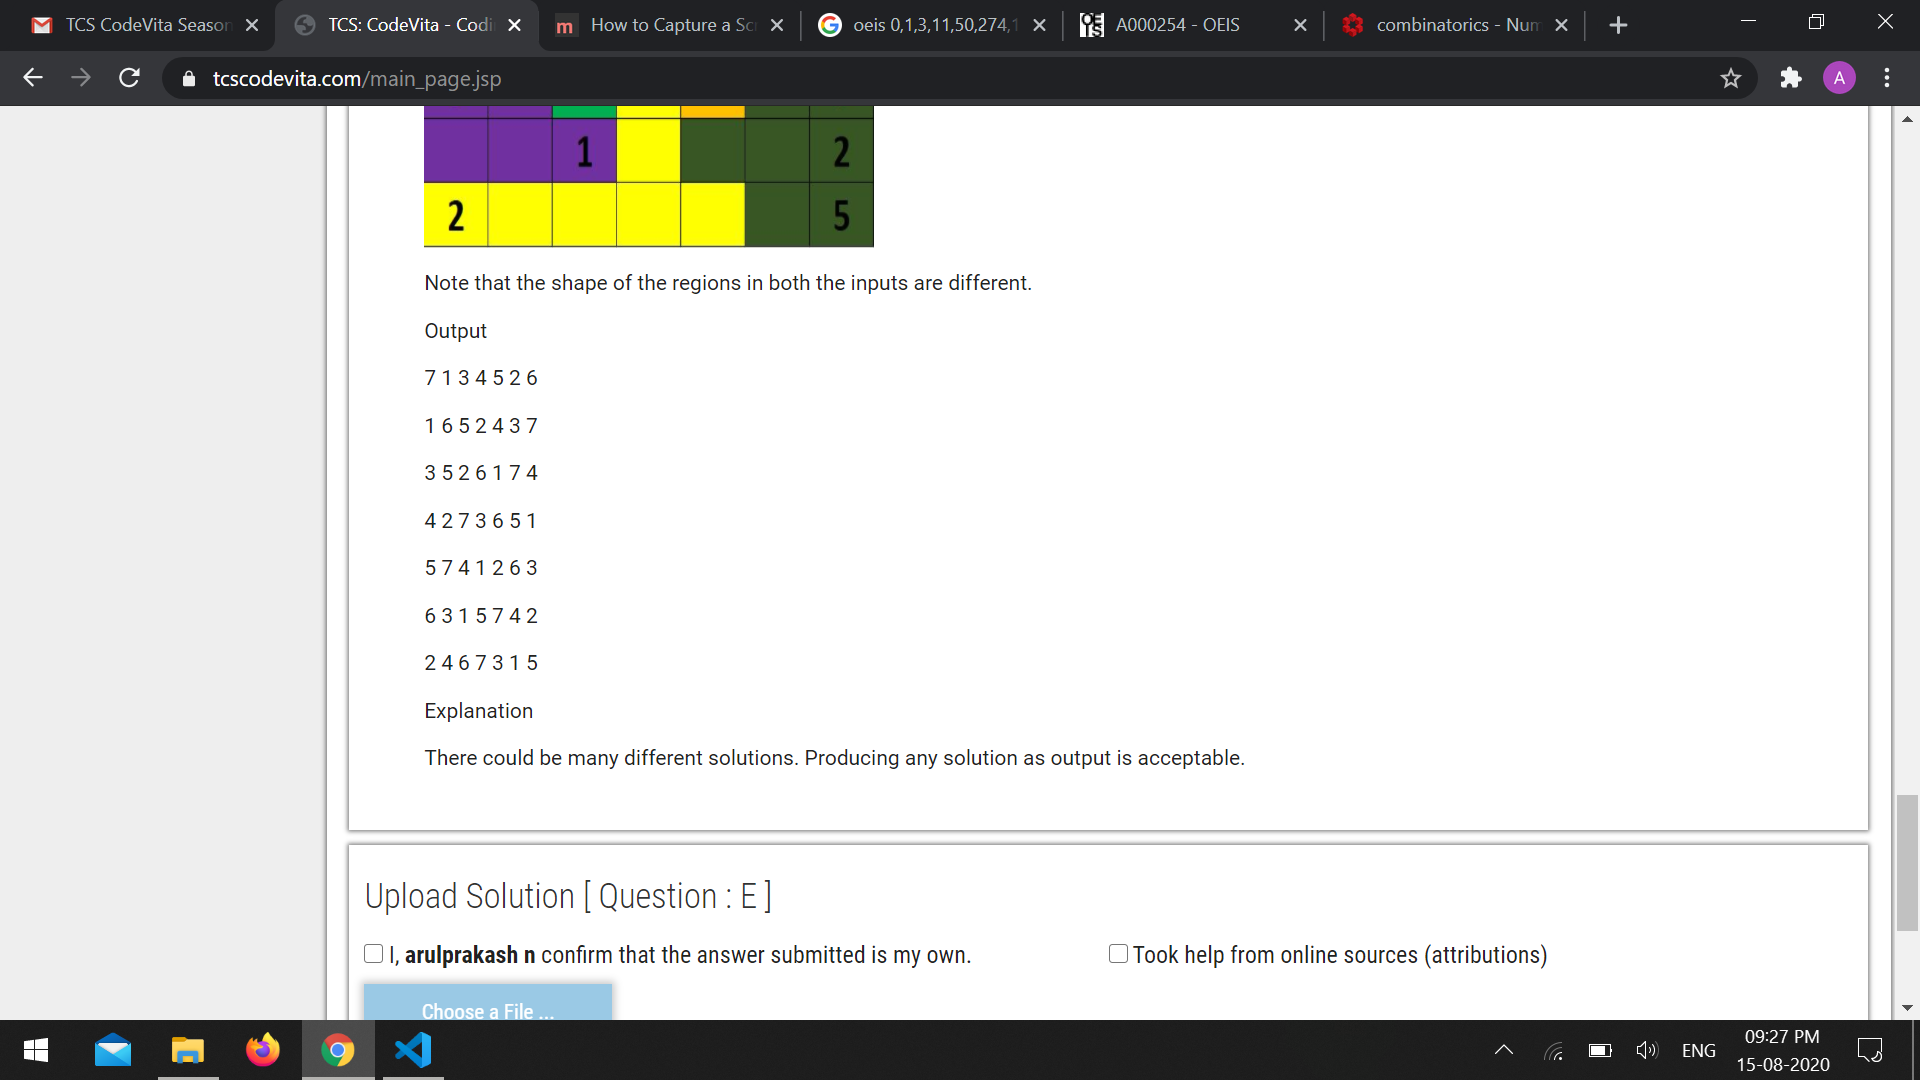 TCS CodeVita Season
TCS: CodeVita - Codi
m How to Capture a Sc
oeis 0,1,3,11,50,274,1
A000254 - OEIS
combinatorics - Num
tcscodevita.com/main_page.jsp
A
1 2
2 5
Note that the shape of the regions in both the inputs are different.
Output
7 1 3 4 5 2 6
1 6 5 2 4 3 7
3 5 2 6 1 7 4
4 2 7 3 6 5 1
5 7 4 1 2 6 3
6 3 1 5 7 4 2
2 4 6 7 3 1 5
Explanation
There could be many different solutions. Producing any solution as output is acceptable.
Upload Solution [ Question : E ]
I, arulprakash n confirm that the answer submitted is my own.
Took help from online sources (attributions)
Choose a File ...
ENG
09:27 PM
15-08-2020